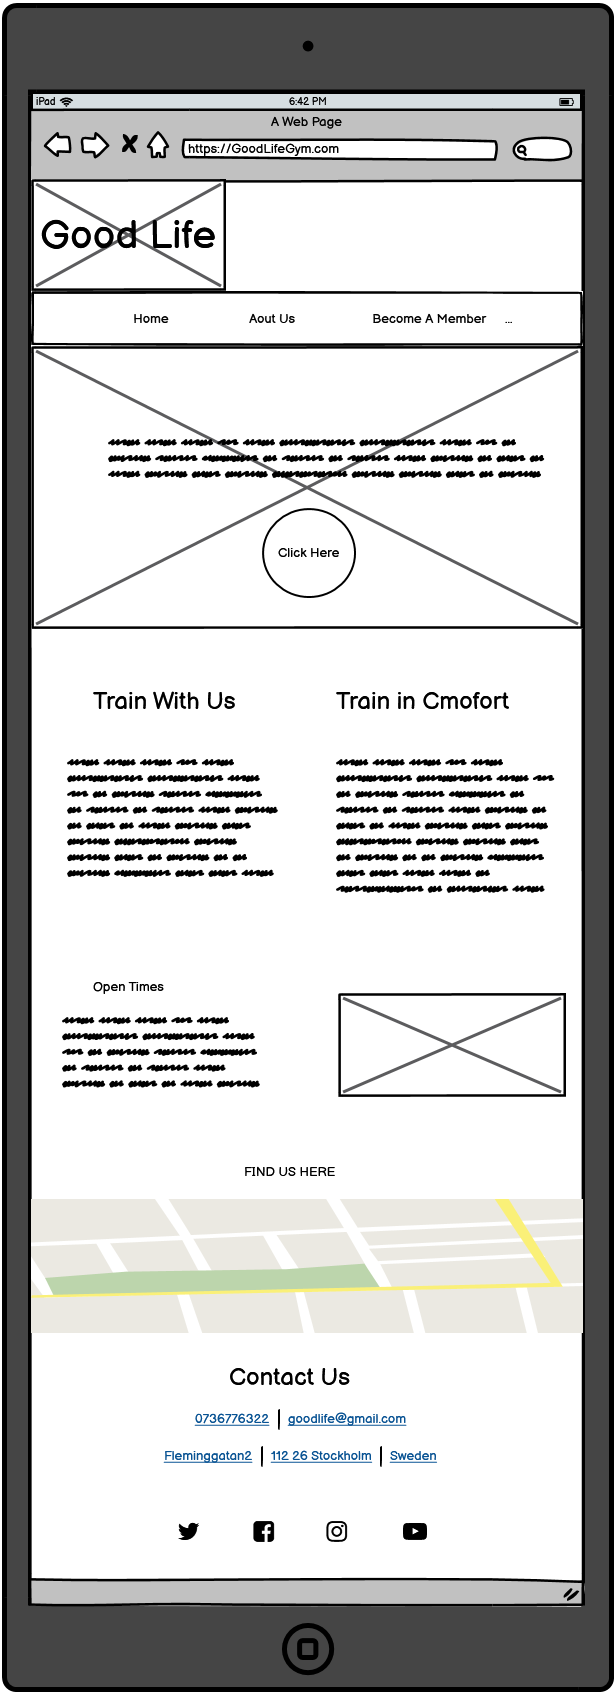 iPad 6:42 PM
A Web Page
https://GoodLifeGym.com
Good Life
Home Aout Us Become A Member ...
Click Here
Train With Us Train in Cmofort
Open Times
FIND US HERE
Contact Us
0736776322 goodlife@gmail.com
Fleminggatan2 112 26 Stockholm Sweden